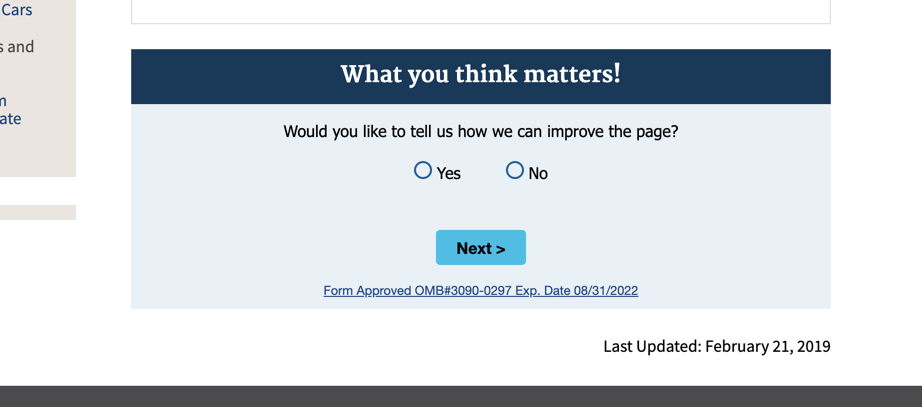 Cars
s and
m
ate
What you think matters!
Would you like to tell us how we can improve the page?
Yes
No
Next >
Form Approved OMB#3090-0297 Exp. Date 08/31/2022
Last Updated: February 21, 2019